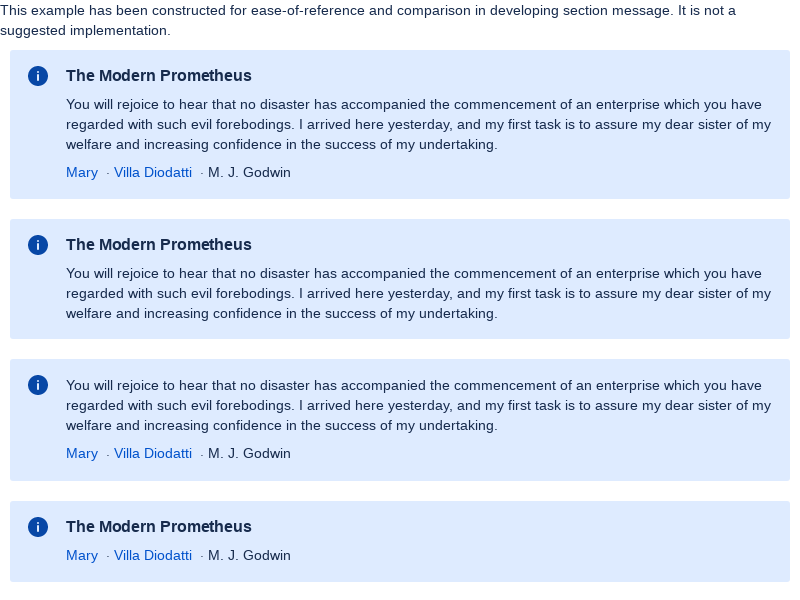 This example has been constructed for ease-of-reference and comparison in developing section message. It is not a
suggested implementation.
The Modern Prometheus
You will rejoice to hear that no disaster has accompanied the commencement of an enterprise which you have
regarded with such evil forebodings. I arrived here yesterday, and my first task is to assure my dear sister of my
welfare and increasing confidence in the success of my undertaking.
Mary · Villa Diodatti · M. J. Godwin
The Modern Prometheus
You will rejoice to hear that no disaster has accompanied the commencement of an enterprise which you have
regarded with such evil forebodings. I arrived here yesterday, and my first task is to assure my dear sister of my
welfare and increasing confidence in the success of my undertaking.
You will rejoice to hear that no disaster has accompanied the commencement of an enterprise which you have
regarded with such evil forebodings. I arrived here yesterday, and my first task is to assure my dear sister of my
welfare and increasing confidence in the success of my undertaking.
Mary · Villa Diodatti · M. J. Godwin
The Modern Prometheus
Mary · Villa Diodatti · M. J. Godwin